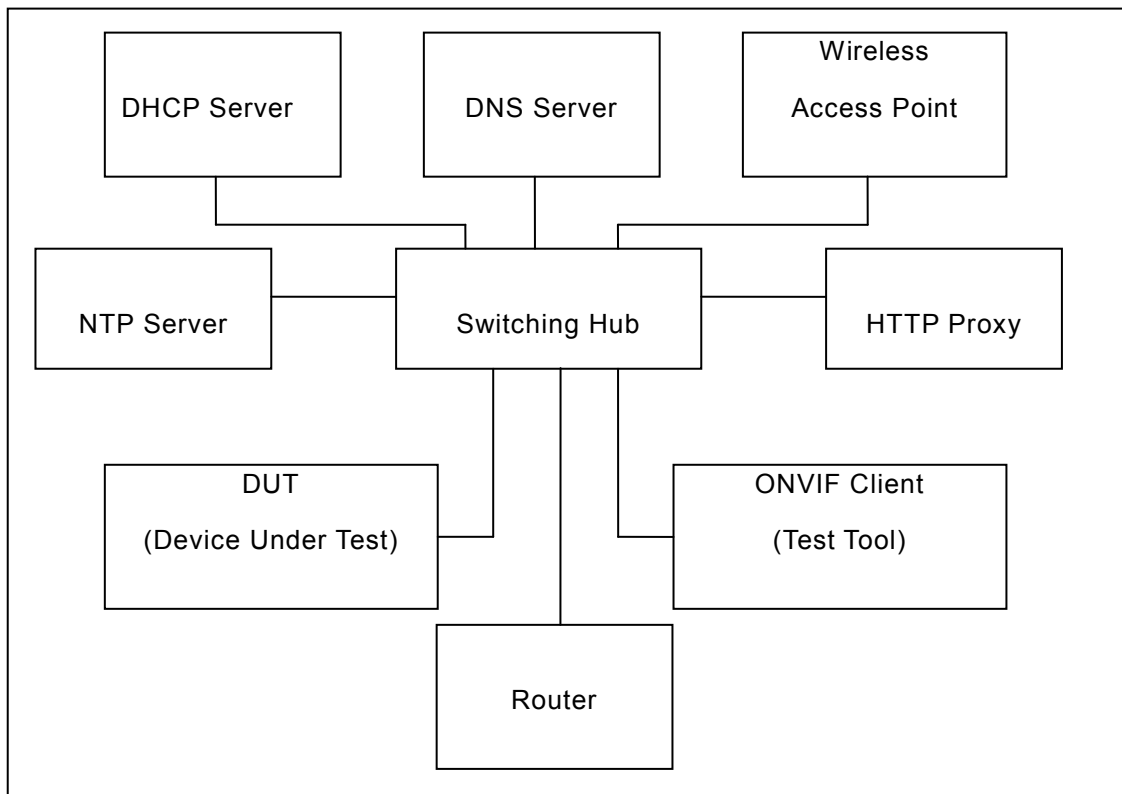 DHCP Server
DNS Server
Wireless
Access Point
NTP Server
Switching Hub
HTTP Proxy
DUT
(Device Under Test)
ONVIF Client
(Test Tool)
Router